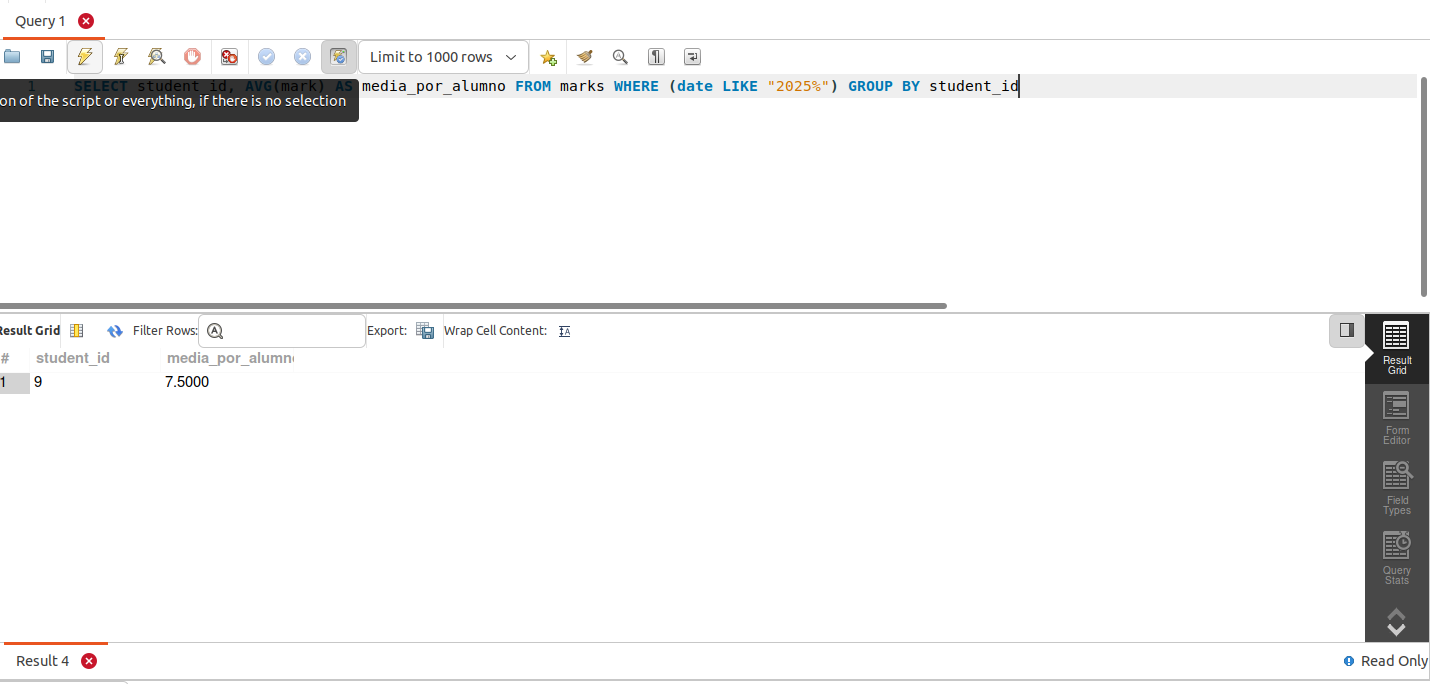 Query 1
Limit to 1000 rows
1 SELECT student_id, AVG(mark) AS media_por_alumno FROM marks WHERE (date LIKE "2025%") GROUP BY student_id
on of the script or everything, if there is no selection
Result Grid Filter Rows: Export: Wrap Cell Content:
# student_id media_por_alumn
1 9 7.5000
Result
Grid
Form
Editor
Field
Types
Query
Stats
Result 4
Read Only